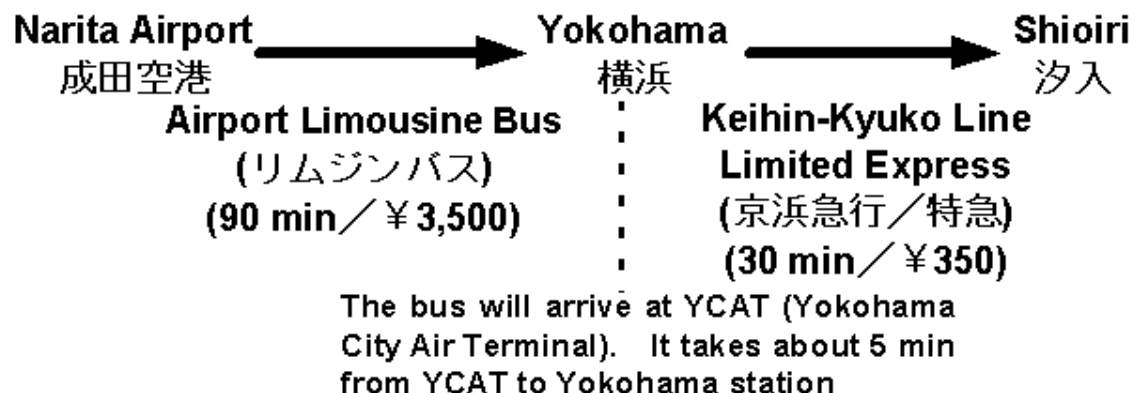 Narita Airport
成田空港
Yokohama
横浜
Shioiri
汐入
Airport Limousine Bus
(リムジンバス)
(90 min／￥3,500)
Keihin-Kyuko Line
Limited Express
(京浜急行／特急)
(30 min／￥350)
The bus will arrive at YCAT (Yokohama
City Air Terminal). It takes about 5 min
from YCAT to Yokohama station